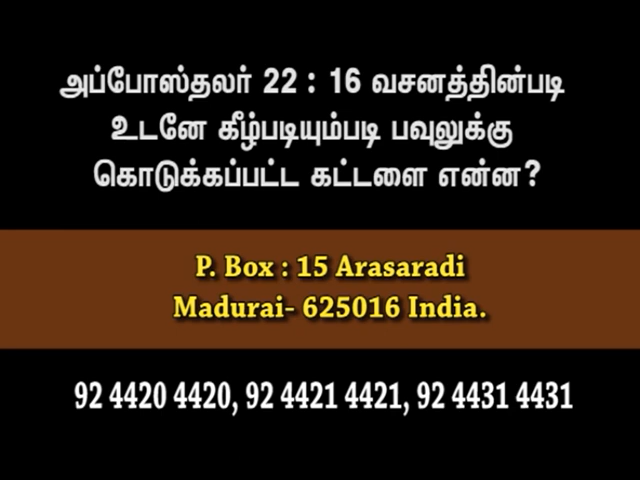 அப்போஸ்தலர் 22 : 16 வசனத்தின்படி
உடனே கீழ்படியும்படி பவுலுக்கு
கொடுக்கப்பட்ட கட்டளை என்ன?
P. Box : 15 Arasaradi
Madurai- 625016 India.
92 4420 4420, 92 4421 4421, 92 4431 4431